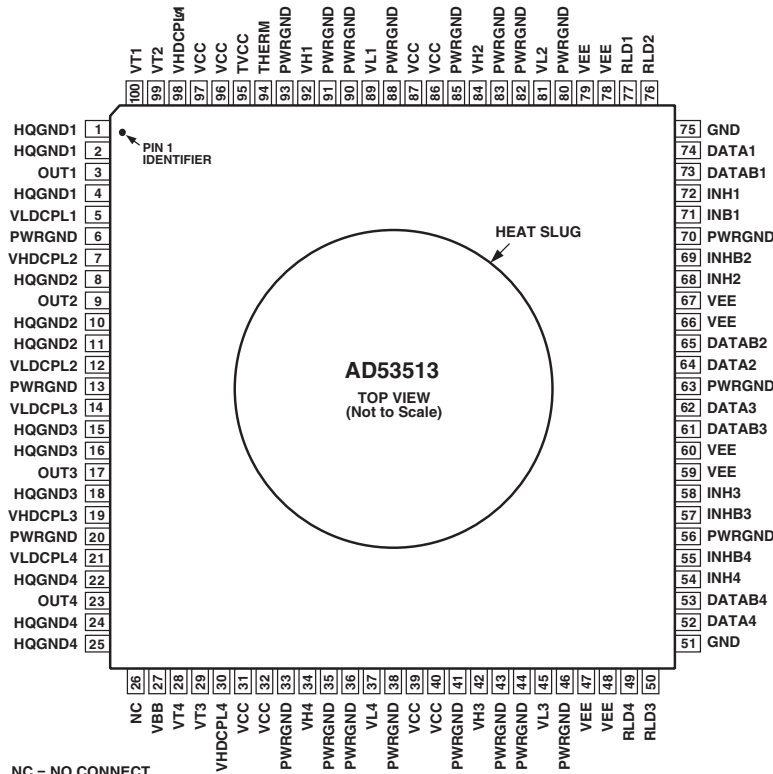 VT1
VT2
VHDCPL1
VCC
VCC
TVCC
THERM
PWRGND
VH1
PWRGND
PWRGND
VL1
PWRGND
VCC
VCC
PWRGND
VH2
PWRGND
PWRGND
VL2
PWRGND
VEE
VEE
RLD1
RLD2
100 99 98 97 96 95 94 93 92 91 90 89 88 87 86 85 84 83 82 81 80 79 78 77 76
HQGND1 1
HQGND1 2
OUT1 3
HQGND1 4
VLDCPL1 5
PWRGND 6
VHDCPL2 7
HQGND2 8
OUT2 9
HQGND2 10
HQGND2 11
VLDCPL2 12
PWRGND 13
VLDCPL3 14
HQGND3 15
HQGND3 16
OUT3 17
HQGND3 18
VHDCPL3 19
PWRGND 20
VLDCPL4 21
HQGND4 22
OUT4 23
HQGND4 24
HQGND4 25
PIN 1
IDENTIFIER
HEAT SLUG
AD53513
TOP VIEW
(Not to Scale)
75 GND
74 DATA1
73 DATAB1
72 INH1
71 INB1
70 PWRGND
69 INHB2
68 INH2
67 VEE
66 VEE
65 DATAB2
64 DATA2
63 PWRGND
62 DATA3
61 DATAB3
60 VEE
59 VEE
58 INH3
57 INHB3
56 PWRGND
55 INHB4
54 INH4
53 DATAB4
52 DATA4
51 GND
26 27 28 29 30 31 32 33 34 35 36 37 38 39 40 41 42 43 44 45 46 47 48 49 50
NC
VBB
VT4
VT3
VHDCPL4
VCC
VCC
PWRGND
VH4
PWRGND
PWRGND
VL4
PWRGND
VCC
VCC
PWRGND
VH3
PWRGND
PWRGND
VL3
PWRGND
VEE
VEE
RLD4
RLD3
NC = NO CONNECT